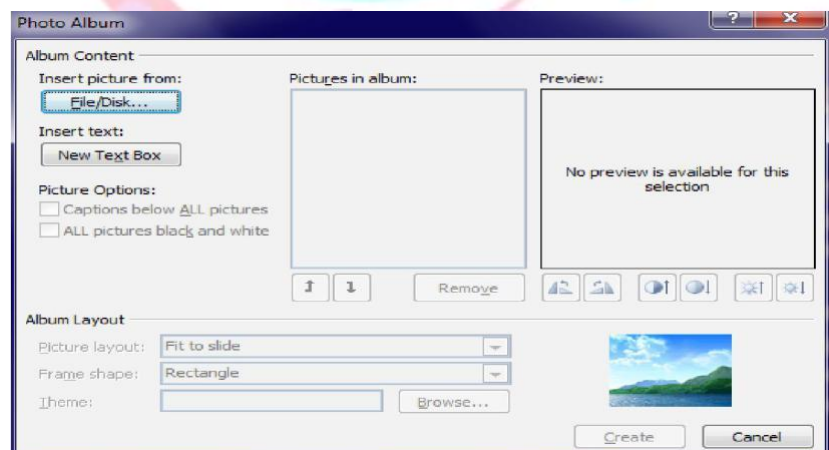 Photo Album
Album Content
Insert picture from:
File/Disk...
Insert text:
New Text Box
Picture Options:
Captions below ALL pictures
ALL pictures black and white
Pictures in album:
Remove
Preview:
No preview is available for this
selection
Album Layout
Picture layout: Fit to slide
Frame shape: Rectangle
Theme:
Browse...
Create
Cancel